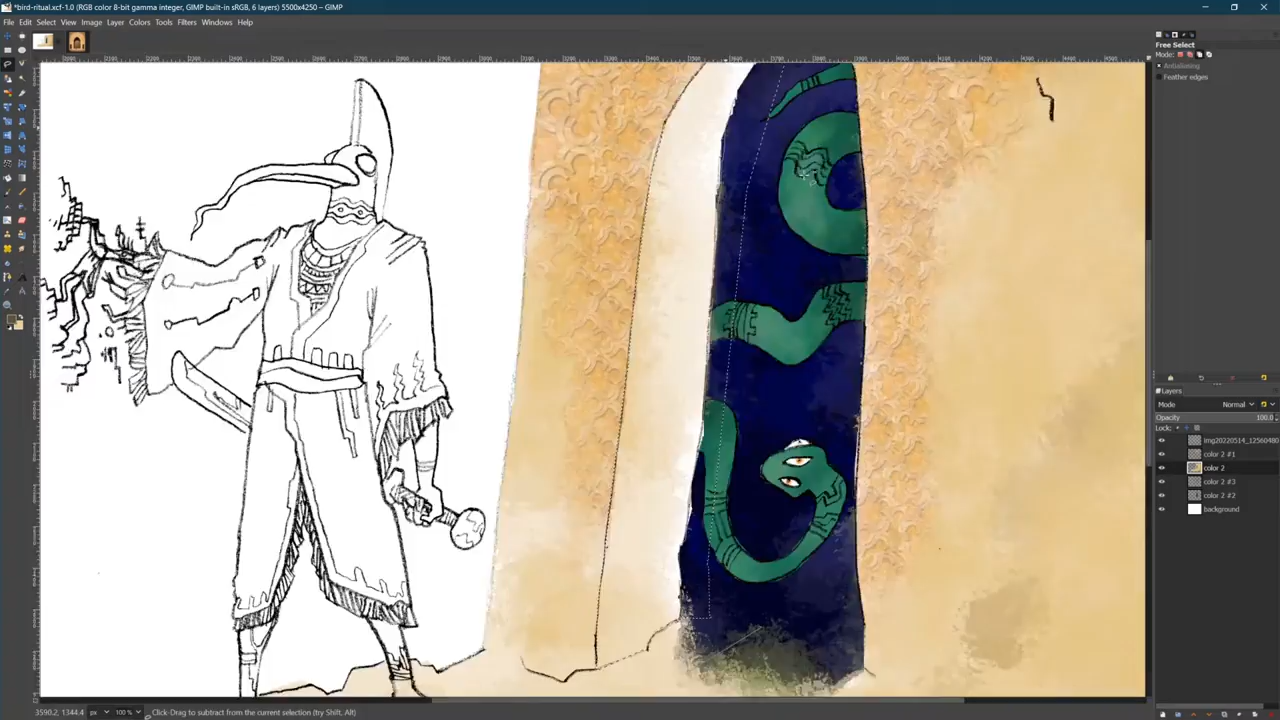 *bird-ritual.xcf-1.0 (RGB color 8-bit gamma integer, GIMP built-in sRGB, 6 layers) 5500x4250 – GIMP
File Edit Select View Image Layer Colors Tools Filters Windows Help
Free Select
Mode:
Antialiasing
Feather edges
Layers
Mode Normal
Opacity 100.0
Lock:
img20220514_12560480
color 2 #1
color 2
color 2 #3
color 2 #2
background
3590.2, 1344.4 px 100 % Click-Drag to subtract from the current selection (try Shift, Alt)